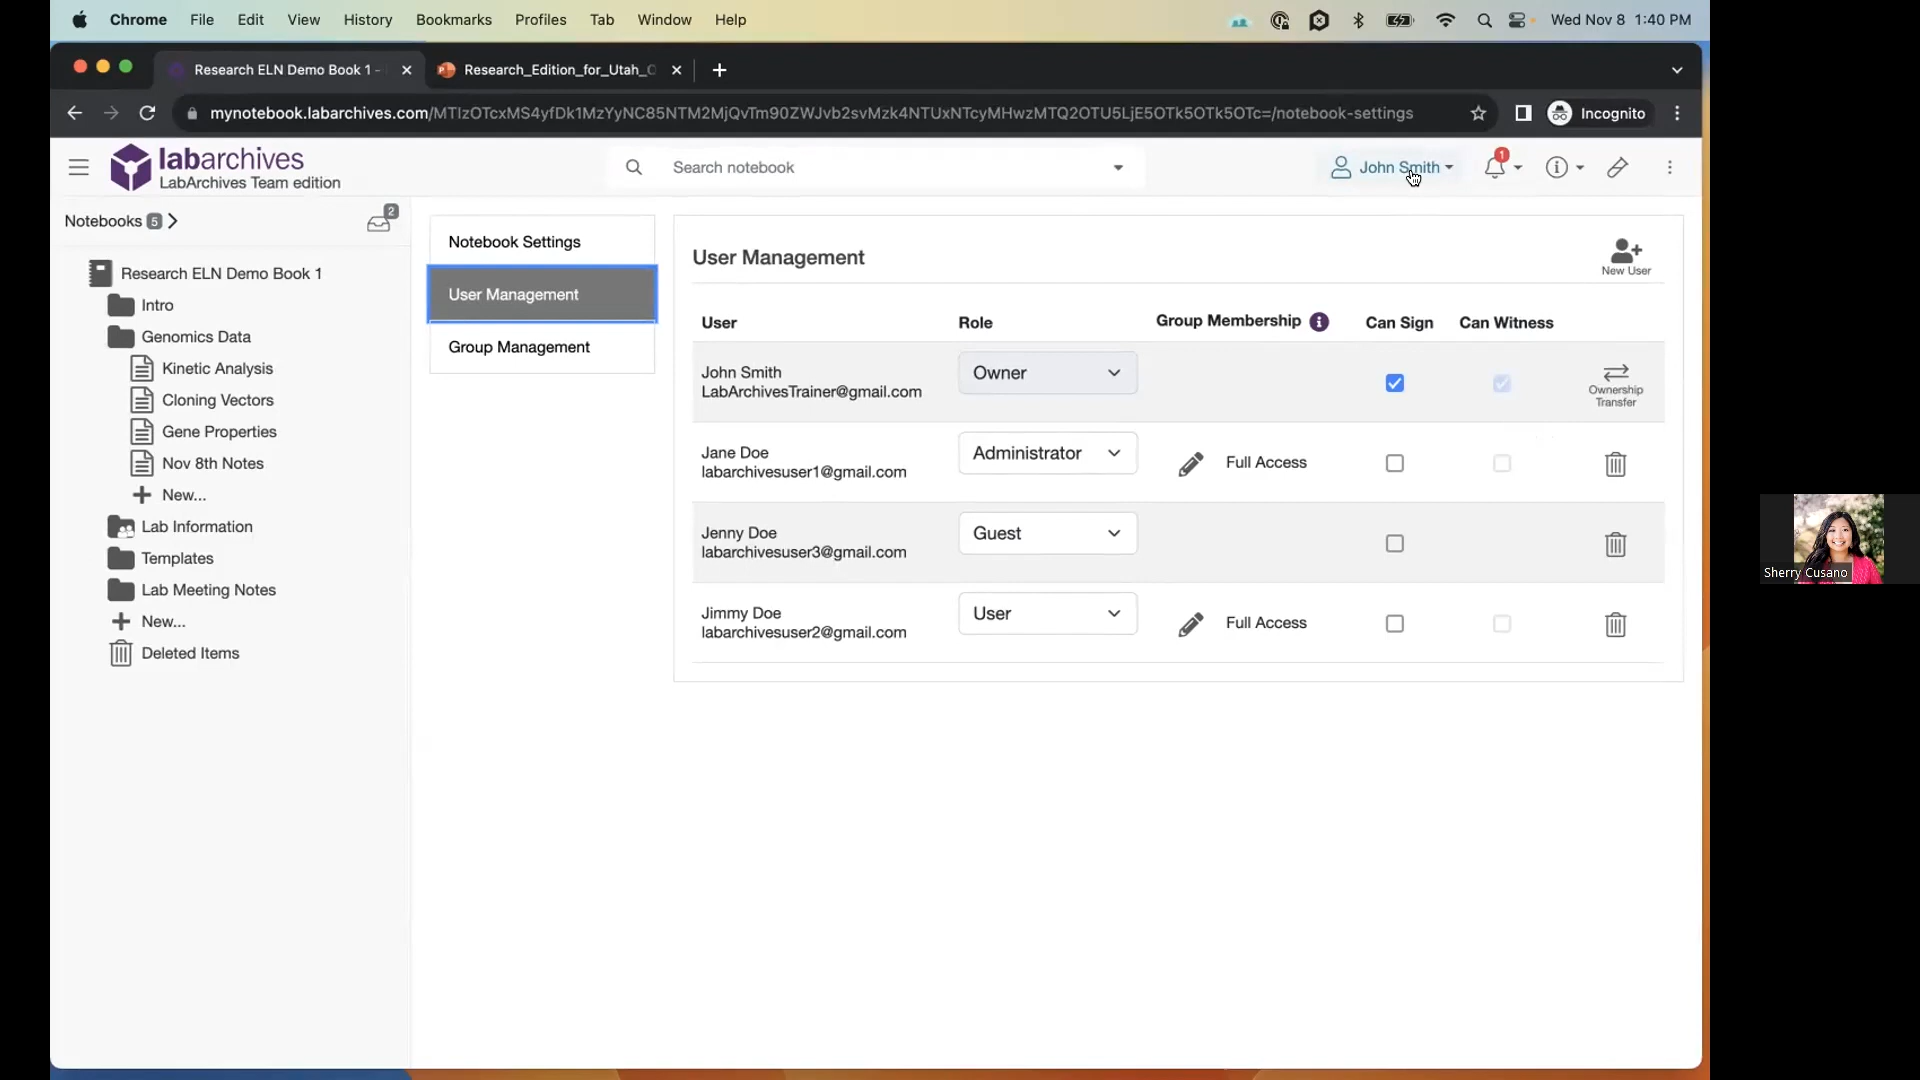 Chrome File Edit View History Bookmarks Profiles Tab Window Help Wed Nov 8 1:40 PM
Research ELN Demo Book 1 - Research_Edition_for_Utah_
mynotebook.labarchives.com/MTIzOTcxMS4yfDk1MzYyNC85NTM2MjQvTm90ZWJvb2svMzk4NTUxNTcyMHwzMTQ2OTU5LjE5OTk5OTk5OTc=/notebook-settings Incognito
labarchives
LabArchives Team edition
Search notebook
John Smith
1
Notebooks 5
2
Research ELN Demo Book 1
Intro
Genomics Data
Kinetic Analysis
Cloning Vectors
Gene Properties
Nov 8th Notes
New...
Lab Information
Templates
Lab Meeting Notes
New...
Deleted Items
Notebook Settings
User Management
Group Management
User Management
New User
User Role Group Membership Can Sign Can Witness
John Smith
LabArchivesTrainer@gmail.com
Owner
Ownership
Transfer
Jane Doe
labarchivesuser1@gmail.com
Administrator
Full Access
Jenny Doe
labarchivesuser3@gmail.com
Guest
Jimmy Doe
labarchivesuser2@gmail.com
User
Full Access
Sherry Cusano